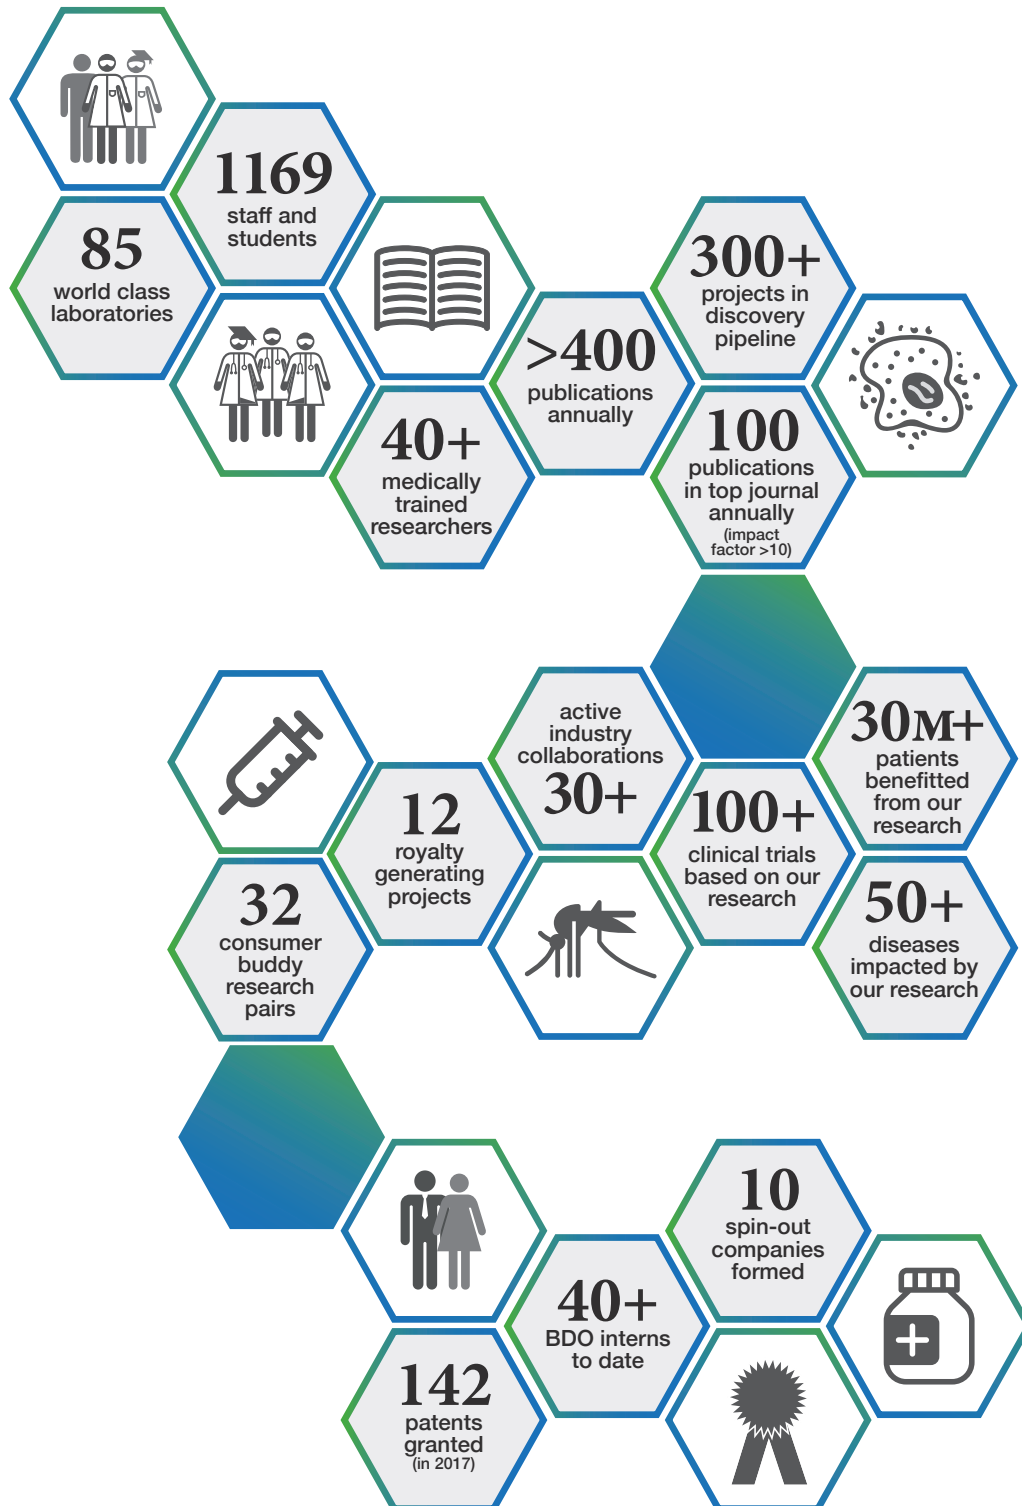 1169
staff and
students
85
world class
laboratories
300+
projects in
discovery
pipeline
>400
publications
annually
40+
medically
trained
researchers
100
publications
in top journal
annually
(impact
factor >10)
active
industry
collaborations
30+
30M+
patients
benefitted
from our
research
12
royalty
generating
projects
100+
clinical trials
based on our
research
32
consumer
buddy
research
pairs
50+
diseases
impacted by
our research
10
spin-out
companies
formed
40+
BDO interns
to date
142
patents
granted
(in 2017)